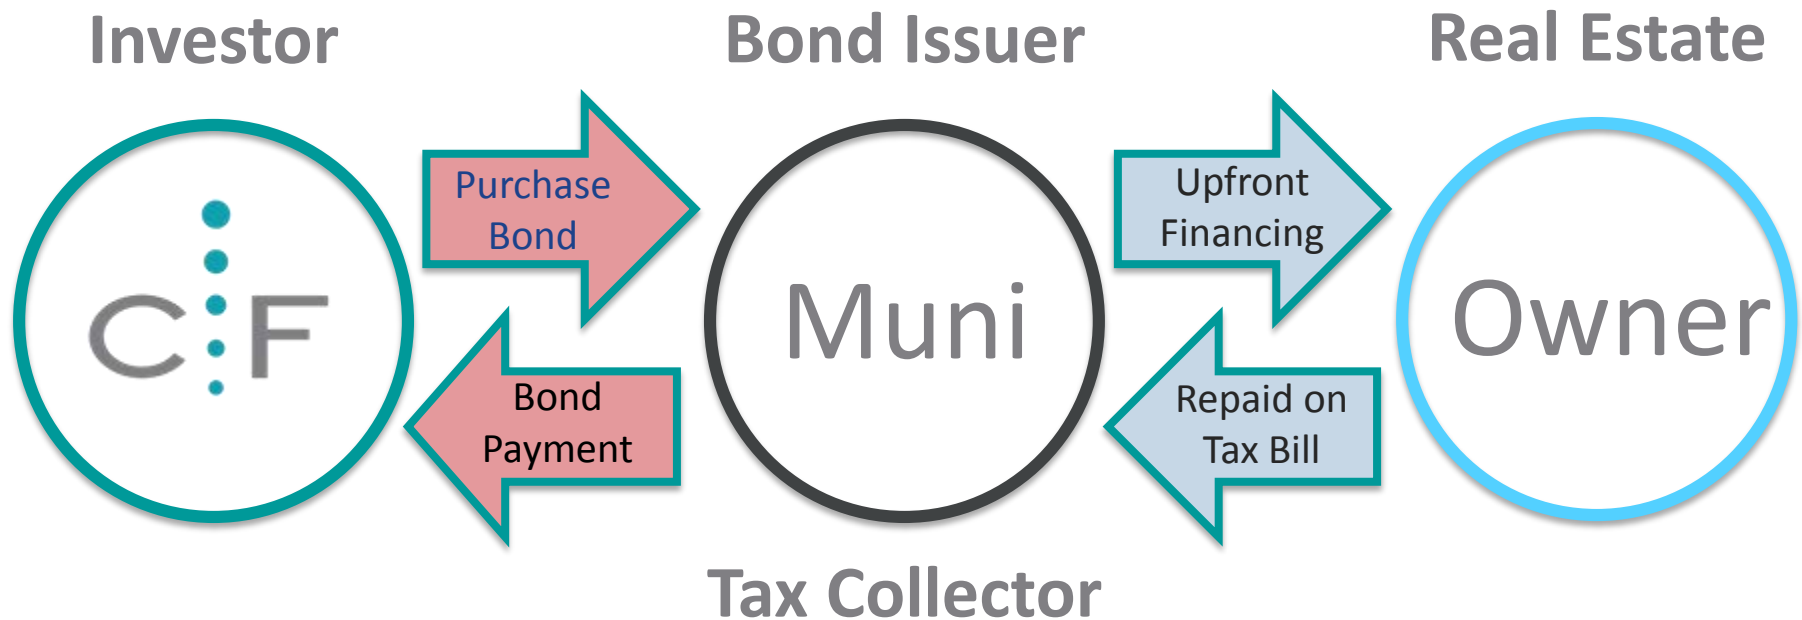 Investor
Bond Issuer
Real Estate
Purchase
Bond
Upfront
Financing
CF
Muni
Owner
Bond
Payment
Repaid on
Tax Bill
Tax Collector